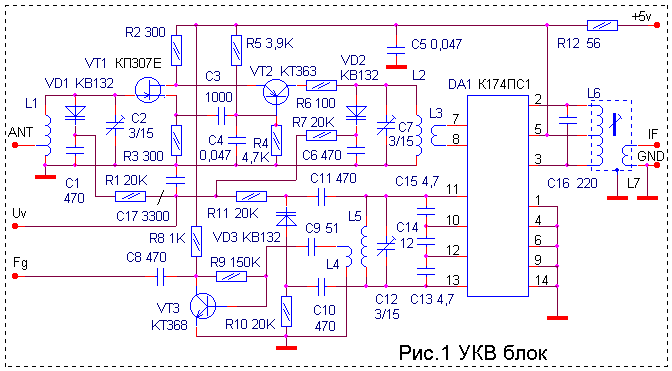 R2 300
R5 3,9K
C5 0,047
R12 56
+5v
VT1 КП307Е
C3
1000
VT2 КТ363
VD2
КВ132
L2
DA1 К174ПС1
L6
VD1 КВ132
L1
ANT
C2
3/15
R3 300
R6 100
R7 20K
C4
0,047
R4
4,7K
C6 470
C7
3/15
L3
7
8
2
5
3
IF
GND
L7
C16 220
C1
470
R1 20K
C17 3300
R11 20K
C11 470
C15 4,7
11
1
Uv
R8 1K
VD3 КВ132
C9 51
L4
L5
C14
12
10
12
4
6
9
Fg
C8 470
R9 150K
VT3
КТ368
R10 20K
C10
470
C12
3/15
C13 4,7
13
14
Рис.1 УКВ блок